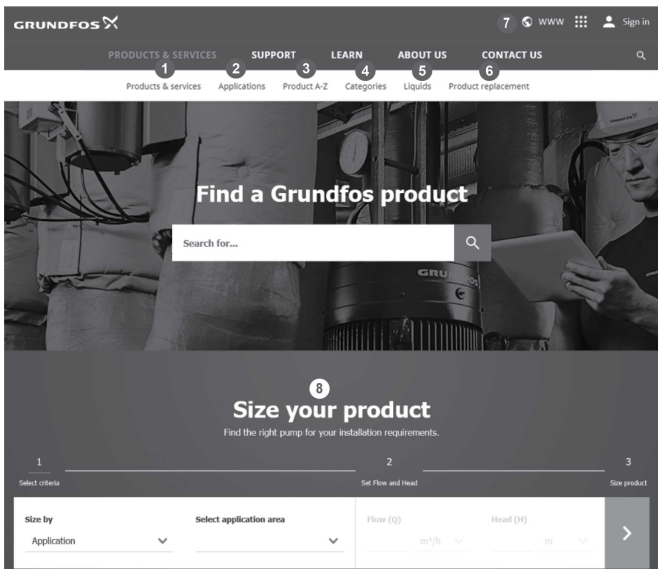 GRUNDFOS 7 WWW Sign in
PRODUCTS & SERVICES SUPPORT LEARN ABOUT US CONTACT US
1 2 3 4 5 6
Products & services Applications Product A-Z Categories Liquids Product replacement
GRUNDFOS
Find a Grundfos product
Search for...
GRUNDFOS
8
Size your product
Find the right pump for your installation requirements.
1 2 3
Select criteria Set Flow and Head Size product
Size by Select application area Flow (Q) Head (H)
Application m³/h m